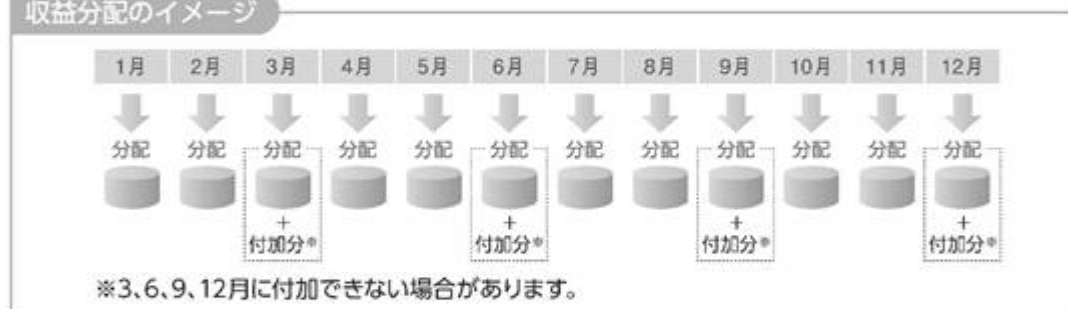 収益分配のイメージ
1月 2月 3月 4月 5月 6月 7月 8月 9月 10月 11月 12月
分配 分配 分配 分配 分配 分配 分配 分配 分配 分配 分配 分配
+ + + +
付加分※ 付加分※ 付加分※ 付加分※
※3、6、9、12月に付加できない場合があります。